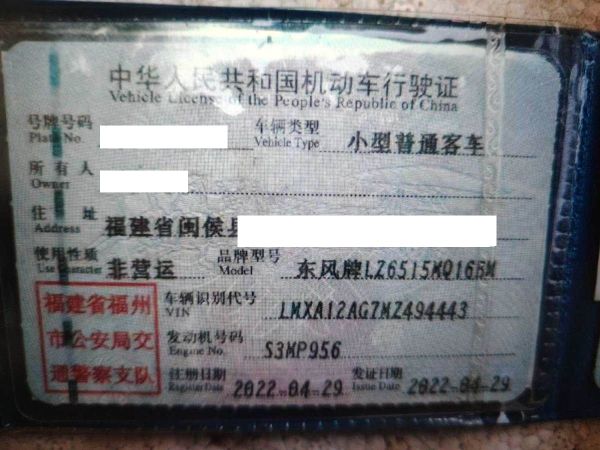 中华人民共和国机动车行驶证
Vehicle License of the People's Republic of China
号牌号码 车辆类型 小型普通客车
Plate No. Vehicle Type
所有人
Owner
住址 福建省闽侯县
Address
使用性质 非营运 品牌型号 东风牌LZ6515MQ16BM
Use Character Model
福建省福州 车辆识别代号 LMXA12AG7MZ494443
VIN
市公安局交 发动机号码 S3MP956
Engine No.
通警察支队 注册日期 2022-04-29 发证日期 2022-04-29
Register Date Issue Date